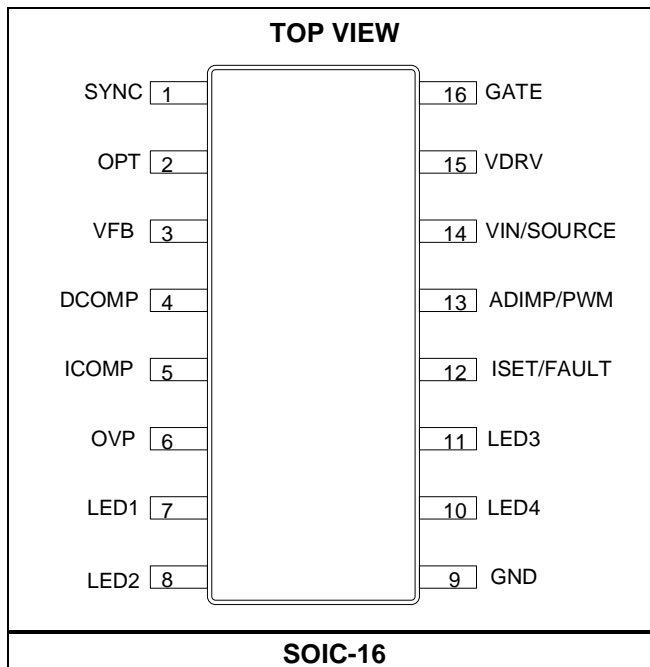 TOP VIEW
SYNC 1 16 GATE
OPT 2 15 VDRV
VFB 3 14 VIN/SOURCE
DCOMP 4 13 ADIMP/PWM
ICOMP 5 12 ISET/FAULT
OVP 6 11 LED3
LED1 7 10 LED4
LED2 8 9 GND
SOIC-16